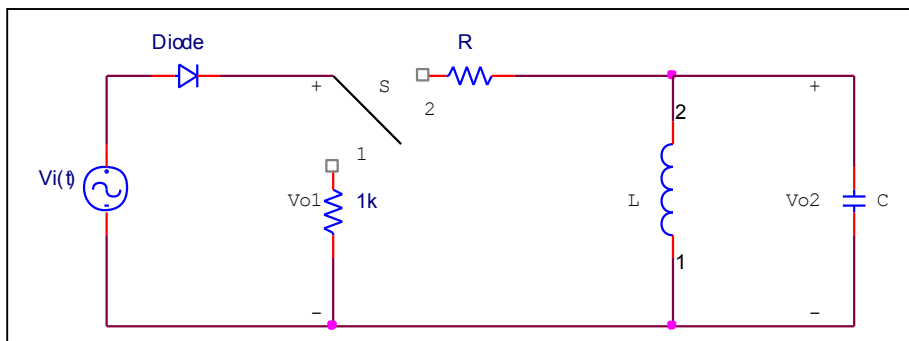 Diode
R
+
S
+
2
2
1
Vi(t)
Vo1
1k
L
Vo2
C
1
-
-